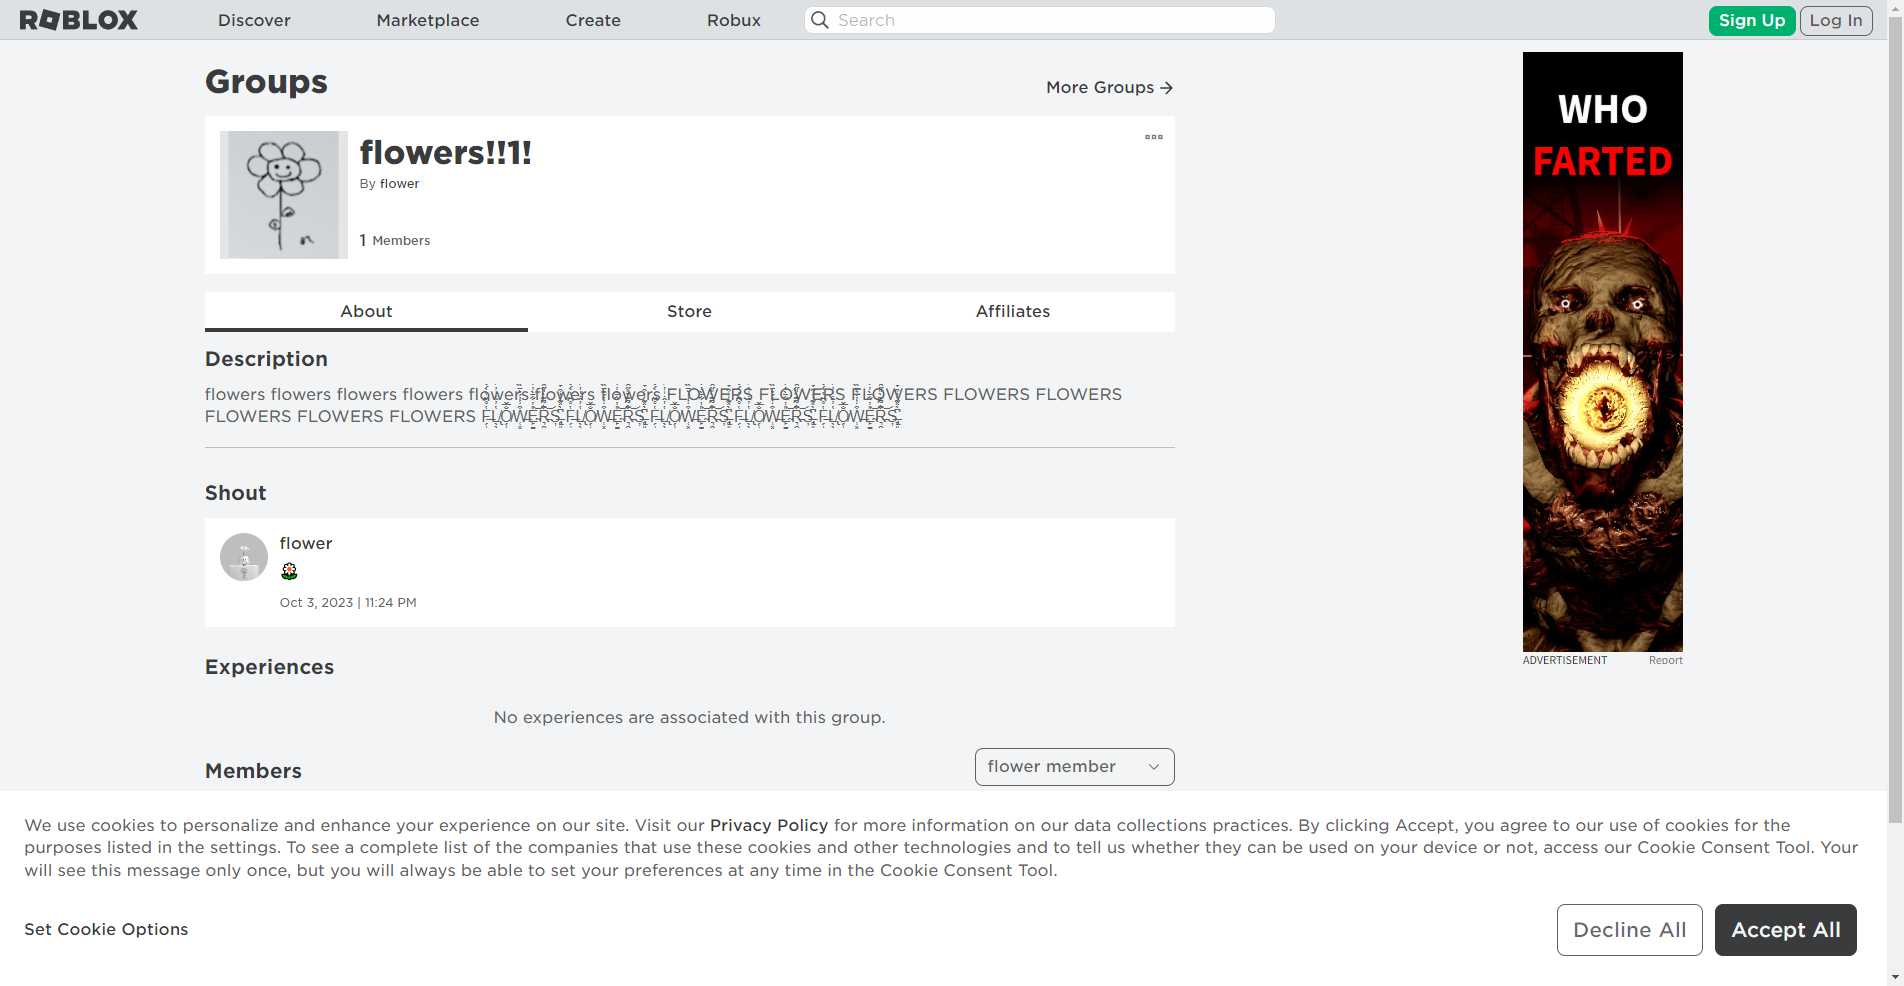 ROBLOX Discover Marketplace Create Robux Search Sign Up Log In
Groups
More Groups →
flowers!!1!
By flower
1 Members
About Store Affiliates
Description
flowers flowers flowers flowers flowers flowers flowers FLOWERS FLOWERS FLOWERS FLOWERS FLOWERS
FLOWERS FLOWERS FLOWERS FLOWERS FLOWERS FLOWERS FLOWERS FLOWERS
Shout
flower
🌼
Oct 3, 2023 | 11:24 PM
Experiences
No experiences are associated with this group.
Members
flower member
WHO
FARTED
ADVERTISEMENT Report
We use cookies to personalize and enhance your experience on our site. Visit our Privacy Policy for more information on our data collections practices. By clicking Accept, you agree to our use of cookies for the
purposes listed in the settings. To see a complete list of the companies that use these cookies and other technologies and to tell us whether they can be used on your device or not, access our Cookie Consent Tool. Your
will see this message only once, but you will always be able to set your preferences at any time in the Cookie Consent Tool.
Set Cookie Options
Decline All Accept All